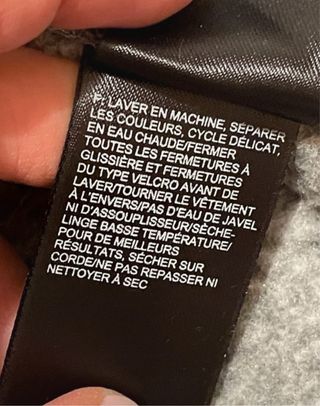 F: LAVER EN MACHINE, SÉPARER
LES COULEURS, CYCLE DÉLICAT,
EN EAU CHAUDE/FERMER
TOUTES LES FERMETURES À
GLISSIÈRE ET FERMETURES
DU TYPE VELCRO AVANT DE
LAVER/TOURNER LE VÊTEMENT
À L'ENVERS/PAS D'EAU DE JAVEL
NI D'ASSOUPLISSEUR/SÈCHE-
LINGE BASSE TEMPÉRATURE/
POUR DE MEILLEURS
RÉSULTATS, SÉCHER SUR
CORDE/NE PAS REPASSER NI
NETTOYER À SEC